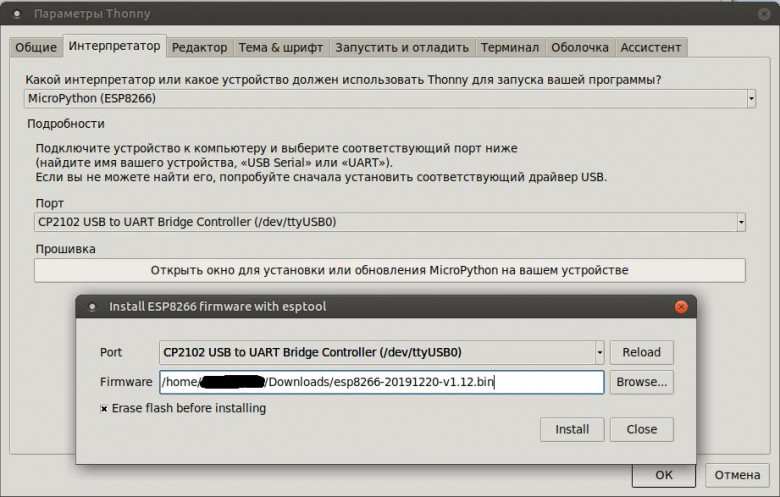 Параметры Thonny
Общие Интерпретатор Редактор Тема & шрифт Запустить и отладить Терминал Оболочка Ассистент
Какой интерпретатор или какое устройство должен использовать Thonny для запуска вашей программы?
MicroPython (ESP8266)
Подробности
Подключите устройство к компьютеру и выберите соответствующий порт ниже
(найдите имя вашего устройства, «USB Serial» или «UART»).
Если вы не можете найти его, попробуйте сначала установить соответствующий драйвер USB.
Порт
CP2102 USB to UART Bridge Controller (/dev/ttyUSB0)
Прошивка
Открыть окно для установки или обновления MicroPython на вашем устройстве
Install ESP8266 firmware with esptool
Port CP2102 USB to UART Bridge Controller (/dev/ttyUSB0) Reload
Firmware /home/ /Downloads/esp8266-20191220-v1.12.bin Browse...
Erase flash before installing
Install Close
ОК Отмена